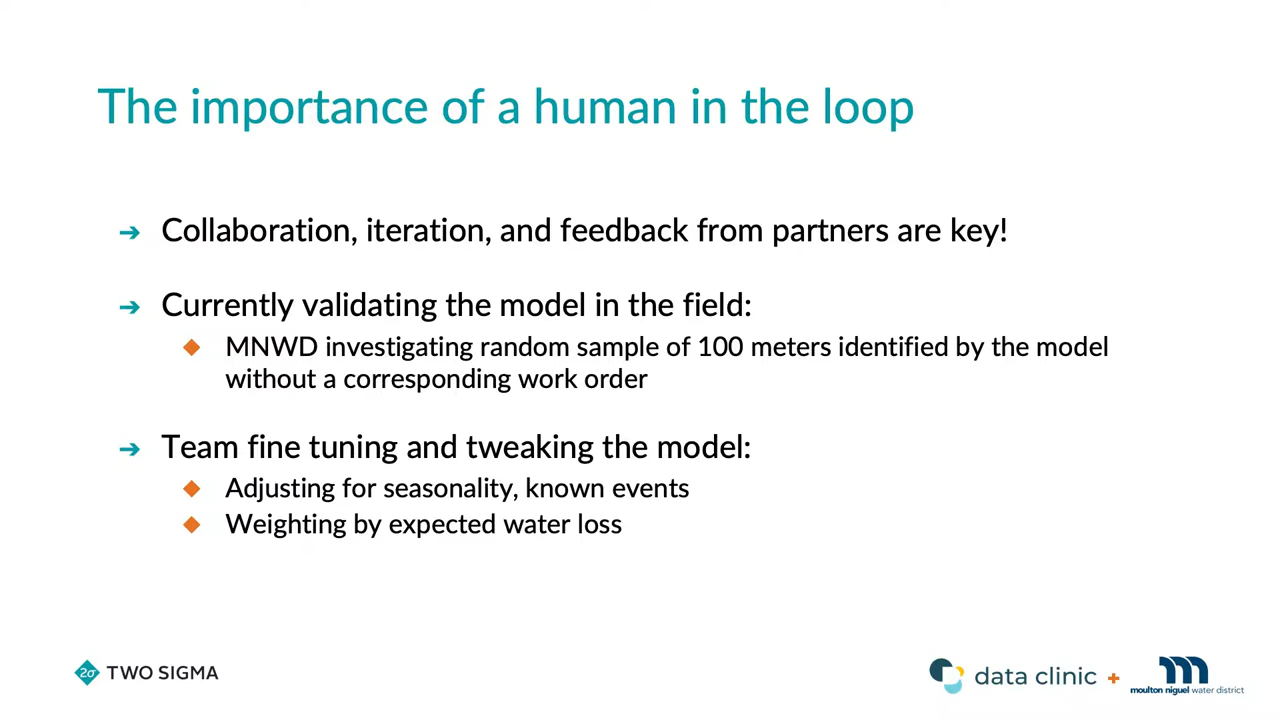 The importance of a human in the loop
➔ Collaboration, iteration, and feedback from partners are key!
➔ Currently validating the model in the field:
◆ MNWD investigating random sample of 100 meters identified by the model
without a corresponding work order
➔ Team fine tuning and tweaking the model:
◆ Adjusting for seasonality, known events
◆ Weighting by expected water loss
2σ TWO SIGMA
data clinic +
moulton niguel water district